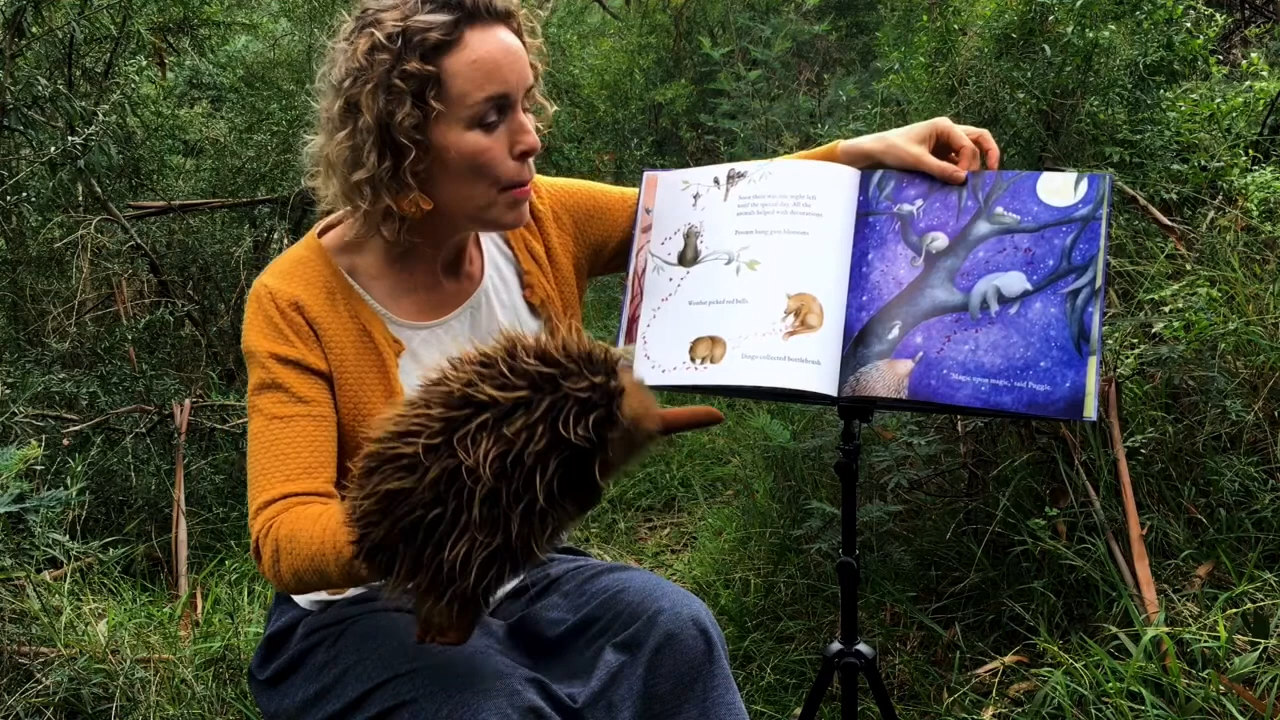 Soon there was one night left
until the special day. All the
animals helped with decorations.
Possum hung gum blossoms.
Wombat picked red bells.
Dingo collected bottlebrush.
'Magic upon magic,' said Puggle.